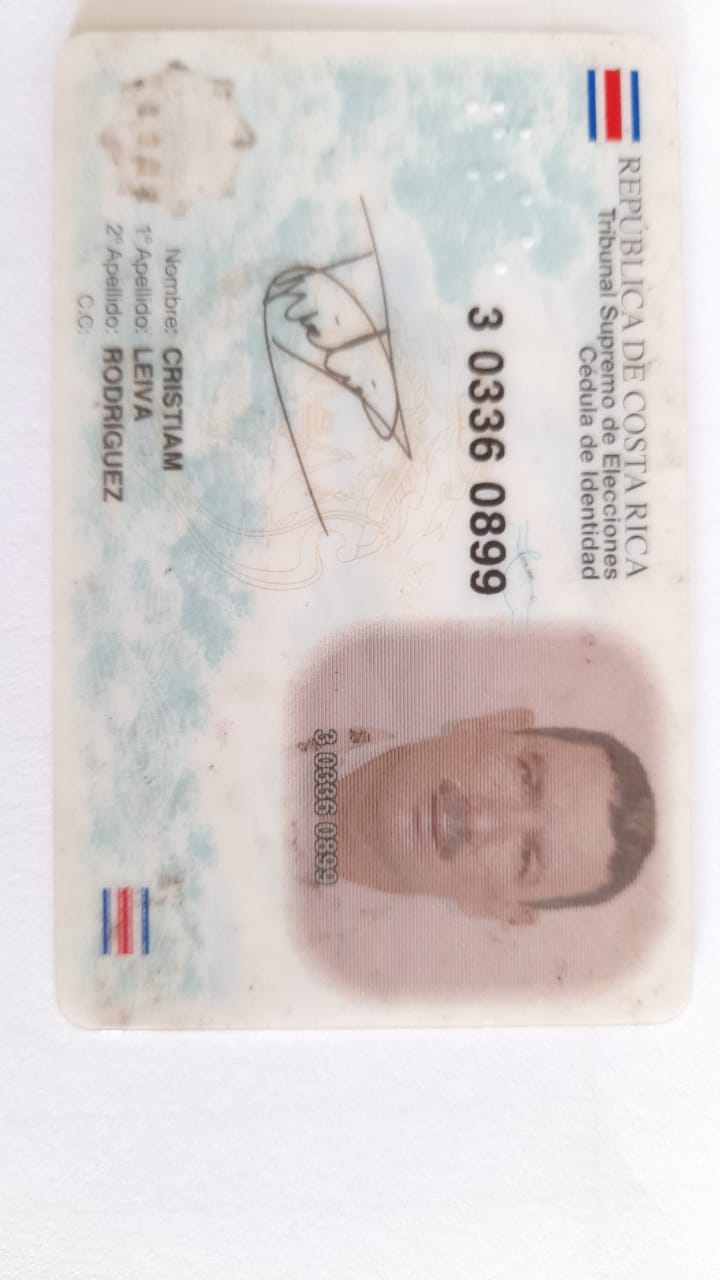 REPÚBLICA DE COSTA RICA
Tribunal Supremo de Elecciones
Cédula de Identidad
3 0336 0899
3 0336 0899
Nombre: CRISTIAM
1° Apellido: LEIVA
2° Apellido: RODRIGUEZ
C.C: